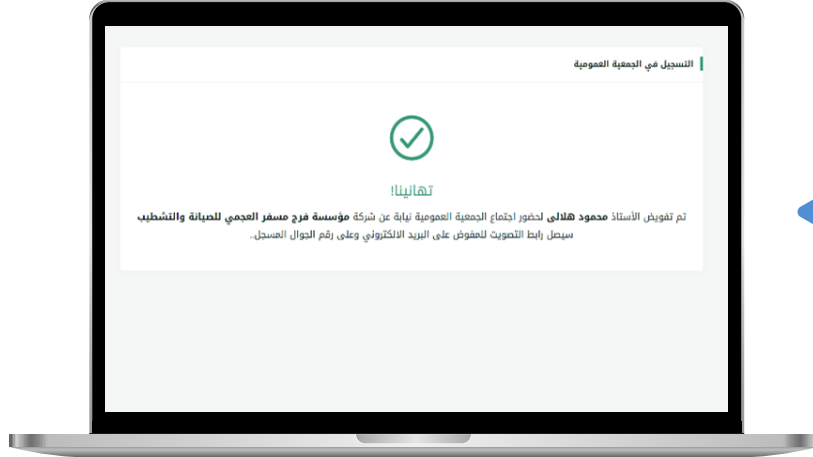 التسجيل في الجمعية العمومية
تهانينا!
تم تفويض الأستاذ محمود هلالى لحضور اجتماع الجمعية العمومية نيابة عن شركة مؤسسة فرج مسفر العجمي للصيانة والتشطيب
سيصل رابط التصويت للمفوض على البريد الالكتروني وعلى رقم الجوال المسجل..